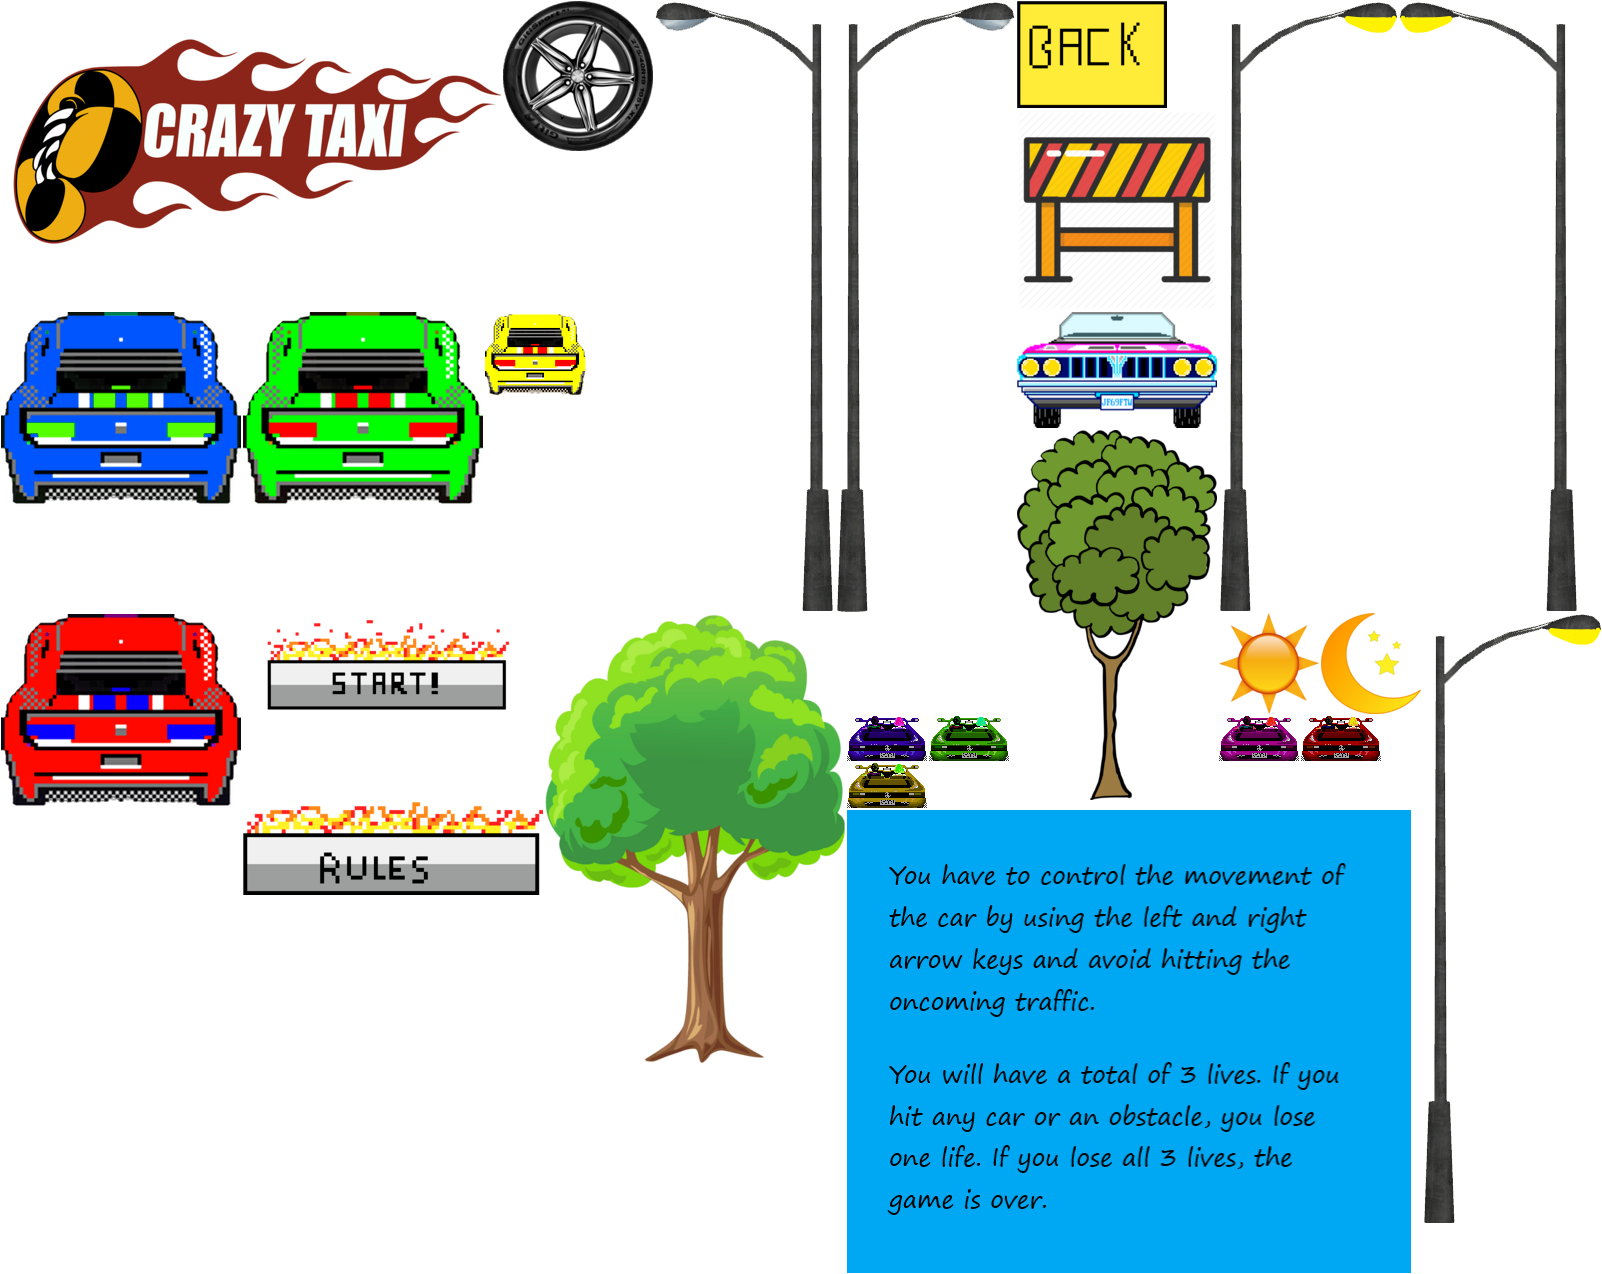 CRAZY TAXI
BACK
JF69FTW
START!
RULES
You have to control the movement of
the car by using the left and right
arrow keys and avoid hitting the
oncoming traffic.
You will have a total of 3 lives. If you
hit any car or an obstacle, you lose
one life. If you lose all 3 lives, the
game is over.